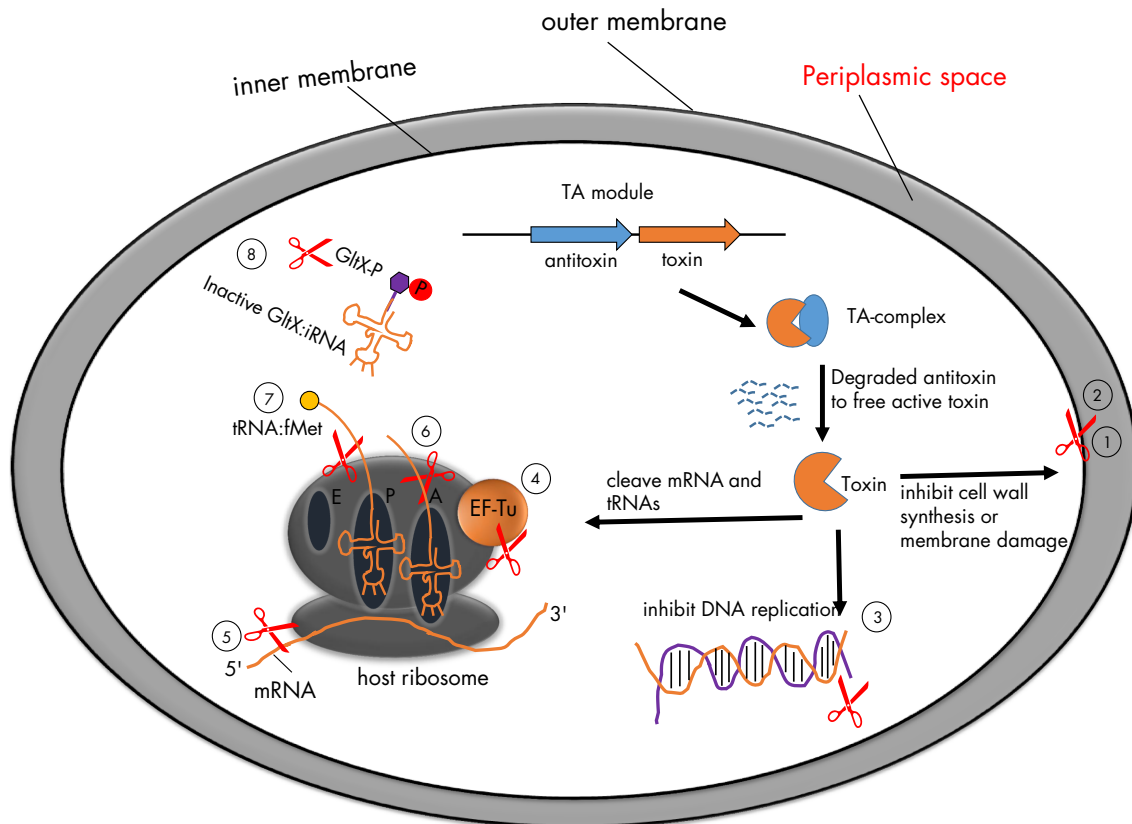 outer membrane
inner membrane
Periplasmic space
TA module
antitoxin
toxin
8
GltX-P
P
Inactive GltX:iRNA
TA-complex
Degraded antitoxin
to free active toxin
7
tRNA:fMet
6
2
1
E
P
A
4
EF-Tu
cleave mRNA and
tRNAs
Toxin
inhibit cell wall
synthesis or
membrane damage
inhibit DNA replication
3
5
5'
3'
mRNA
host ribosome